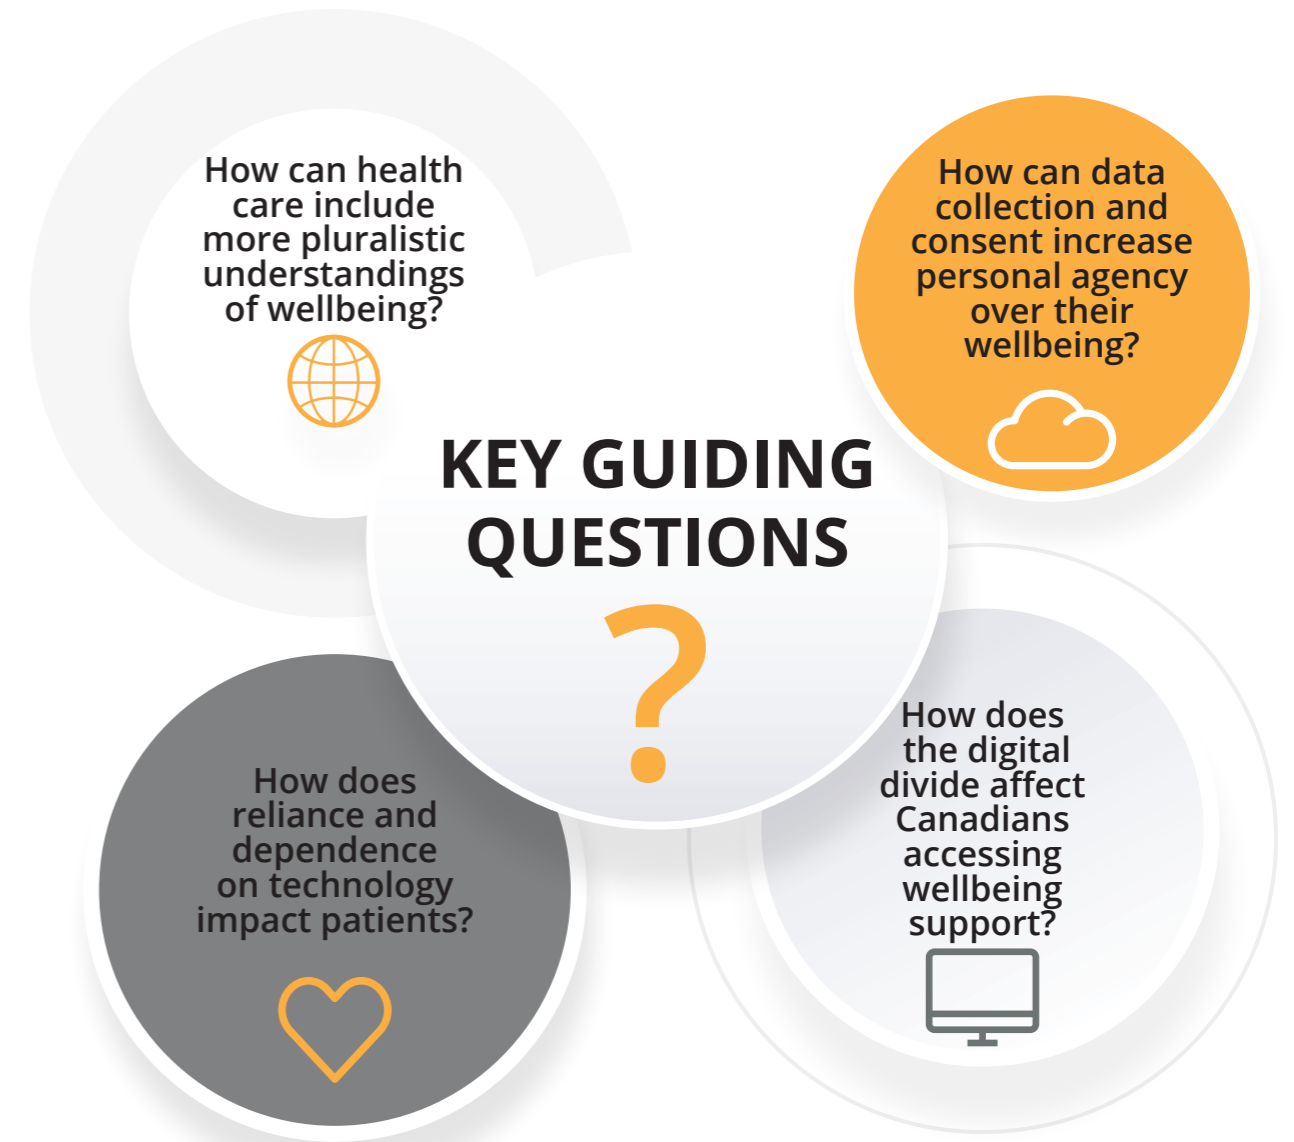 How can health
care include
more pluralistic
understandings
of wellbeing?
How can data
collection and
consent increase
personal agency
over their
wellbeing?
KEY GUIDING
QUESTIONS
?
How does
reliance and
dependence
on technology
impact patients?
How does
the digital
divide affect
Canadians
accessing
wellbeing
support?